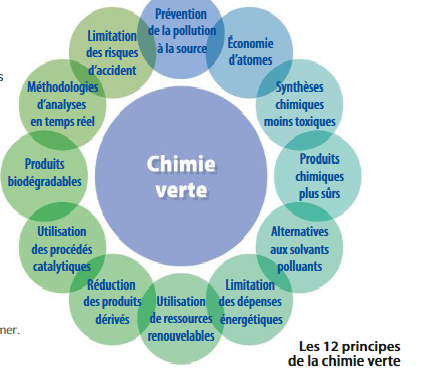 Prévention
de la pollution
à la source
Économie
d'atomes
Synthèses
chimiques
moins toxiques
Produits
chimiques
plus sûrs
Alternatives
aux solvants
polluants
Limitation
des dépenses
énergétiques
Utilisation
de ressources
renouvelables
Réduction
des produits
dérivés
Utilisation
des procédés
catalytiques
Produits
biodégradables
Méthodologies
d'analyses
en temps réel
Limitation
des risques
d'accident
Chimie
verte
s
mer.
Les 12 principes
de la chimie verte